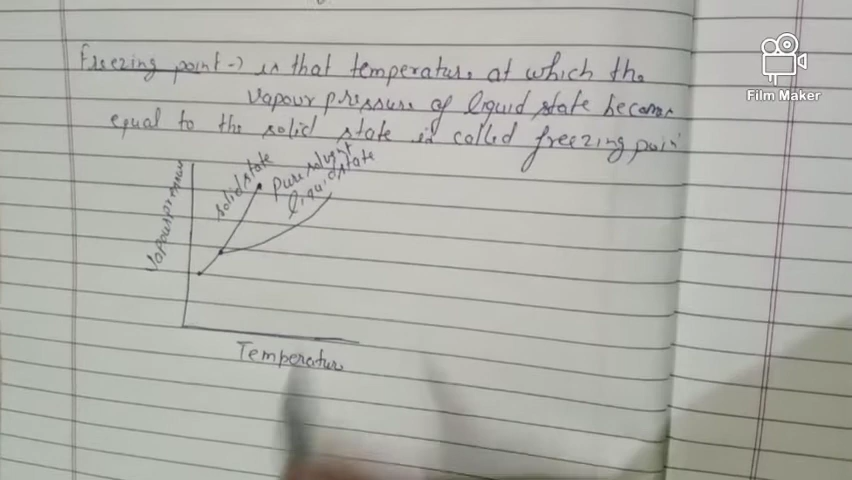 Freezing point → is that temperature at which the
vapour pressure of liquid state becomes
equal to the solid state is called freezing point
solid state
Pure solvent
liquid state
Vapour pressure
Temperature
Film Maker